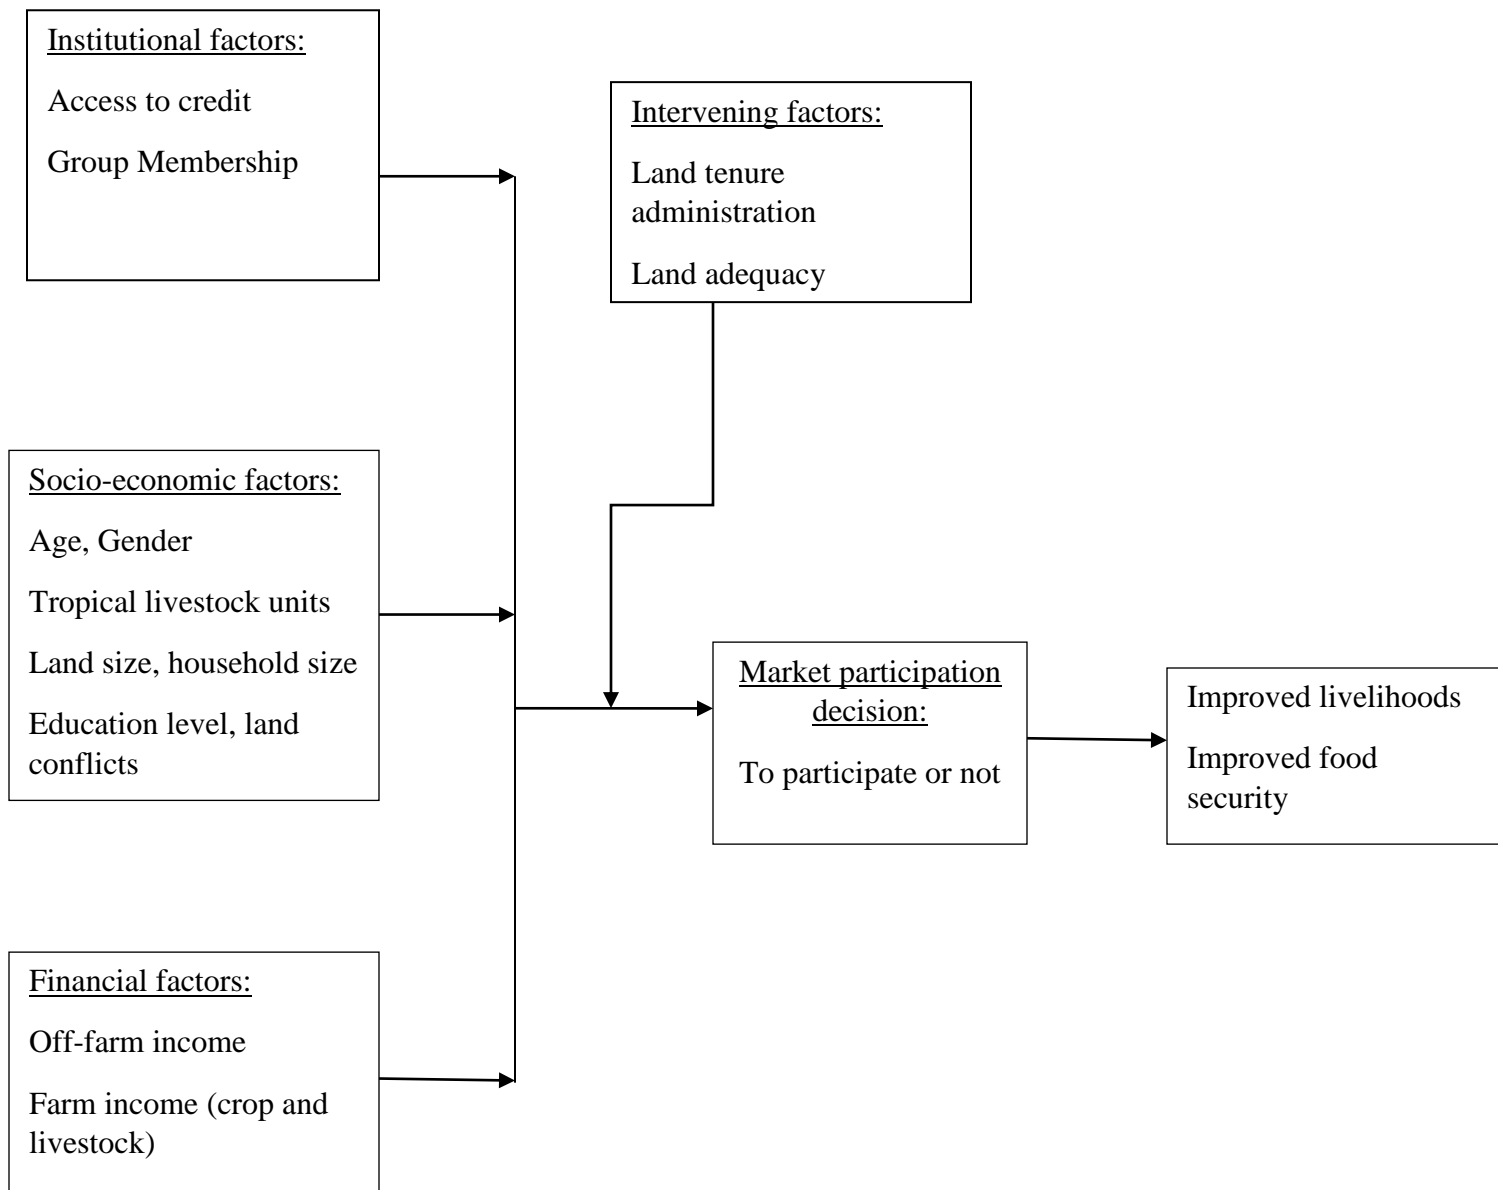 Institutional factors:
Access to credit
Group Membership
Intervening factors:
Land tenure
administration
Land adequacy
Socio-economic factors:
Age, Gender
Tropical livestock units
Land size, household size
Education level, land
conflicts
Market participation
decision:
To participate or not
Improved livelihoods
Improved food
security
Financial factors:
Off-farm income
Farm income (crop and
livestock)